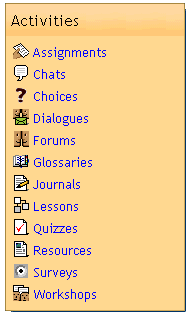 Activities
Assignments
Chats
Choices
Dialogues
Forums
Glossaries
Journals
Lessons
Quizzes
Resources
Surveys
Workshops